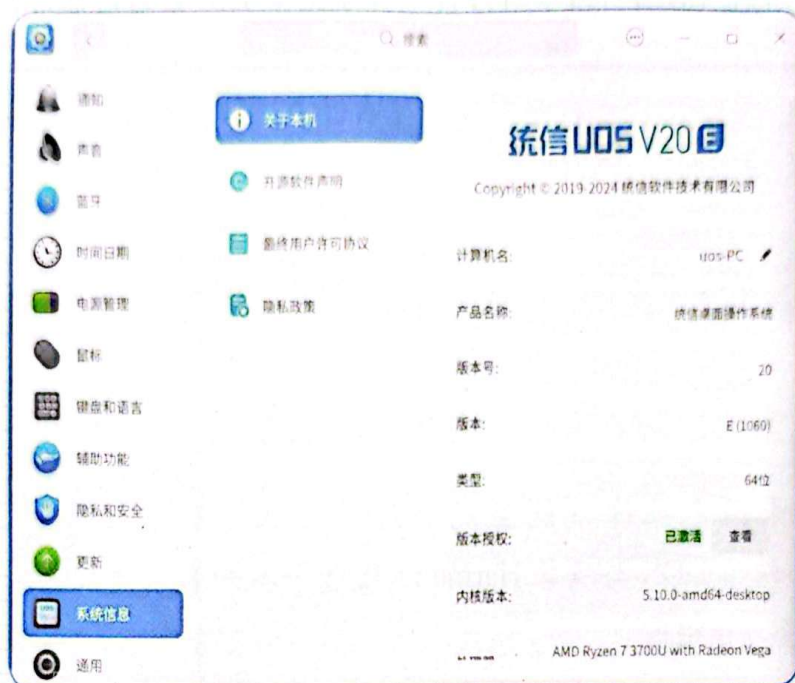 搜索
通知
声音
蓝牙
时间日期
电源管理
鼠标
键盘和语言
辅助功能
隐私和安全
更新
系统信息
通用
关于本机
开源软件声明
最终用户许可协议
隐私政策
统信UOS V20 E
Copyright © 2019-2024 统信软件技术有限公司
计算机名: uos-PC
产品名称: 统信桌面操作系统
版本号: 20
版本: E (1060)
类型: 64位
版本授权: 已激活 查看
内核版本: 5.10.0-amd64-desktop
AMD Ryzen 7 3700U with Radeon Vega